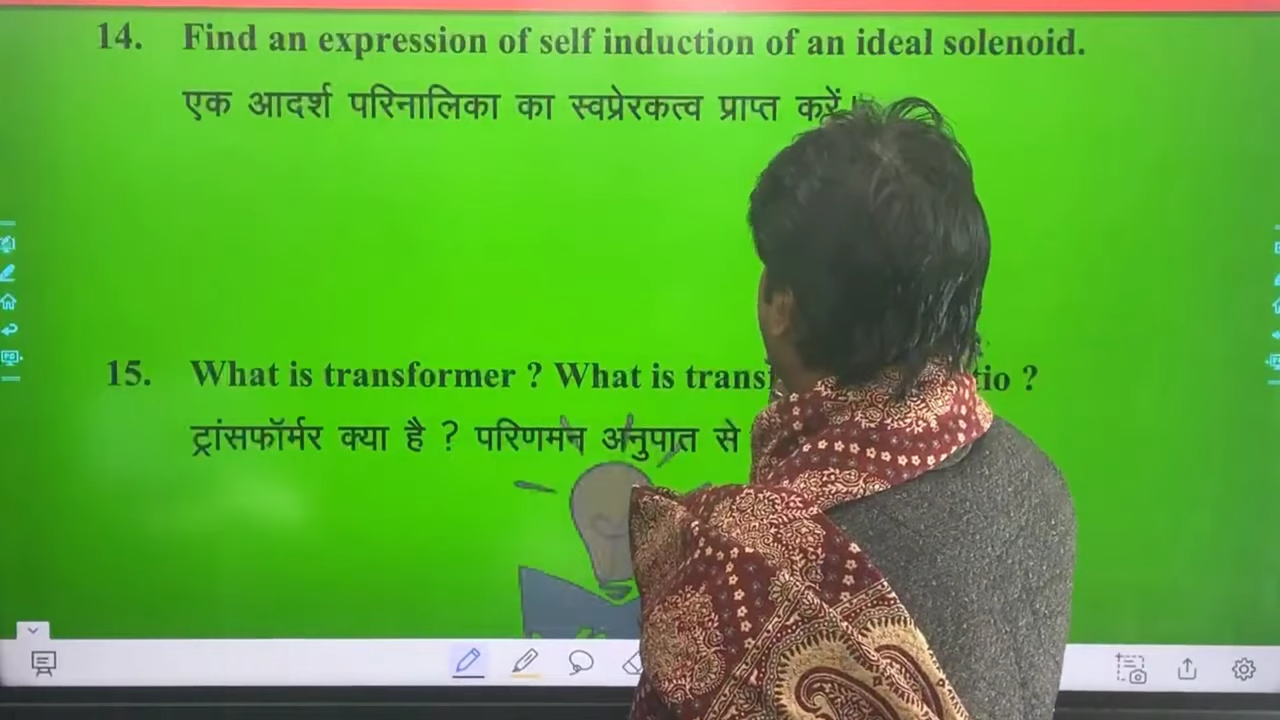 14. Find an expression of self induction of an ideal solenoid.
एक आदर्श परिनालिका का स्वप्रेरकत्व प्राप्त करें।
15. What is transformer ? What is ?
ट्रांसफॉर्मर क्या है ? परिणमन अनुपात से